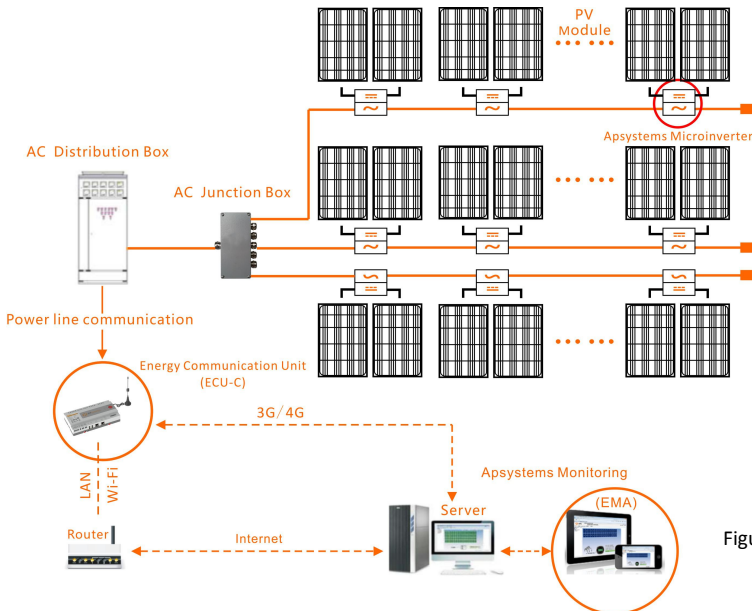 PV
Module
Apsystems Microinverter
AC Distribution Box
AC Junction Box
Power line communication
Energy Communication Unit
(ECU-C)
3G/4G
LAN
Wi-Fi
Apsystems Monitoring
(EMA)
Server
Router
Internet
Figu